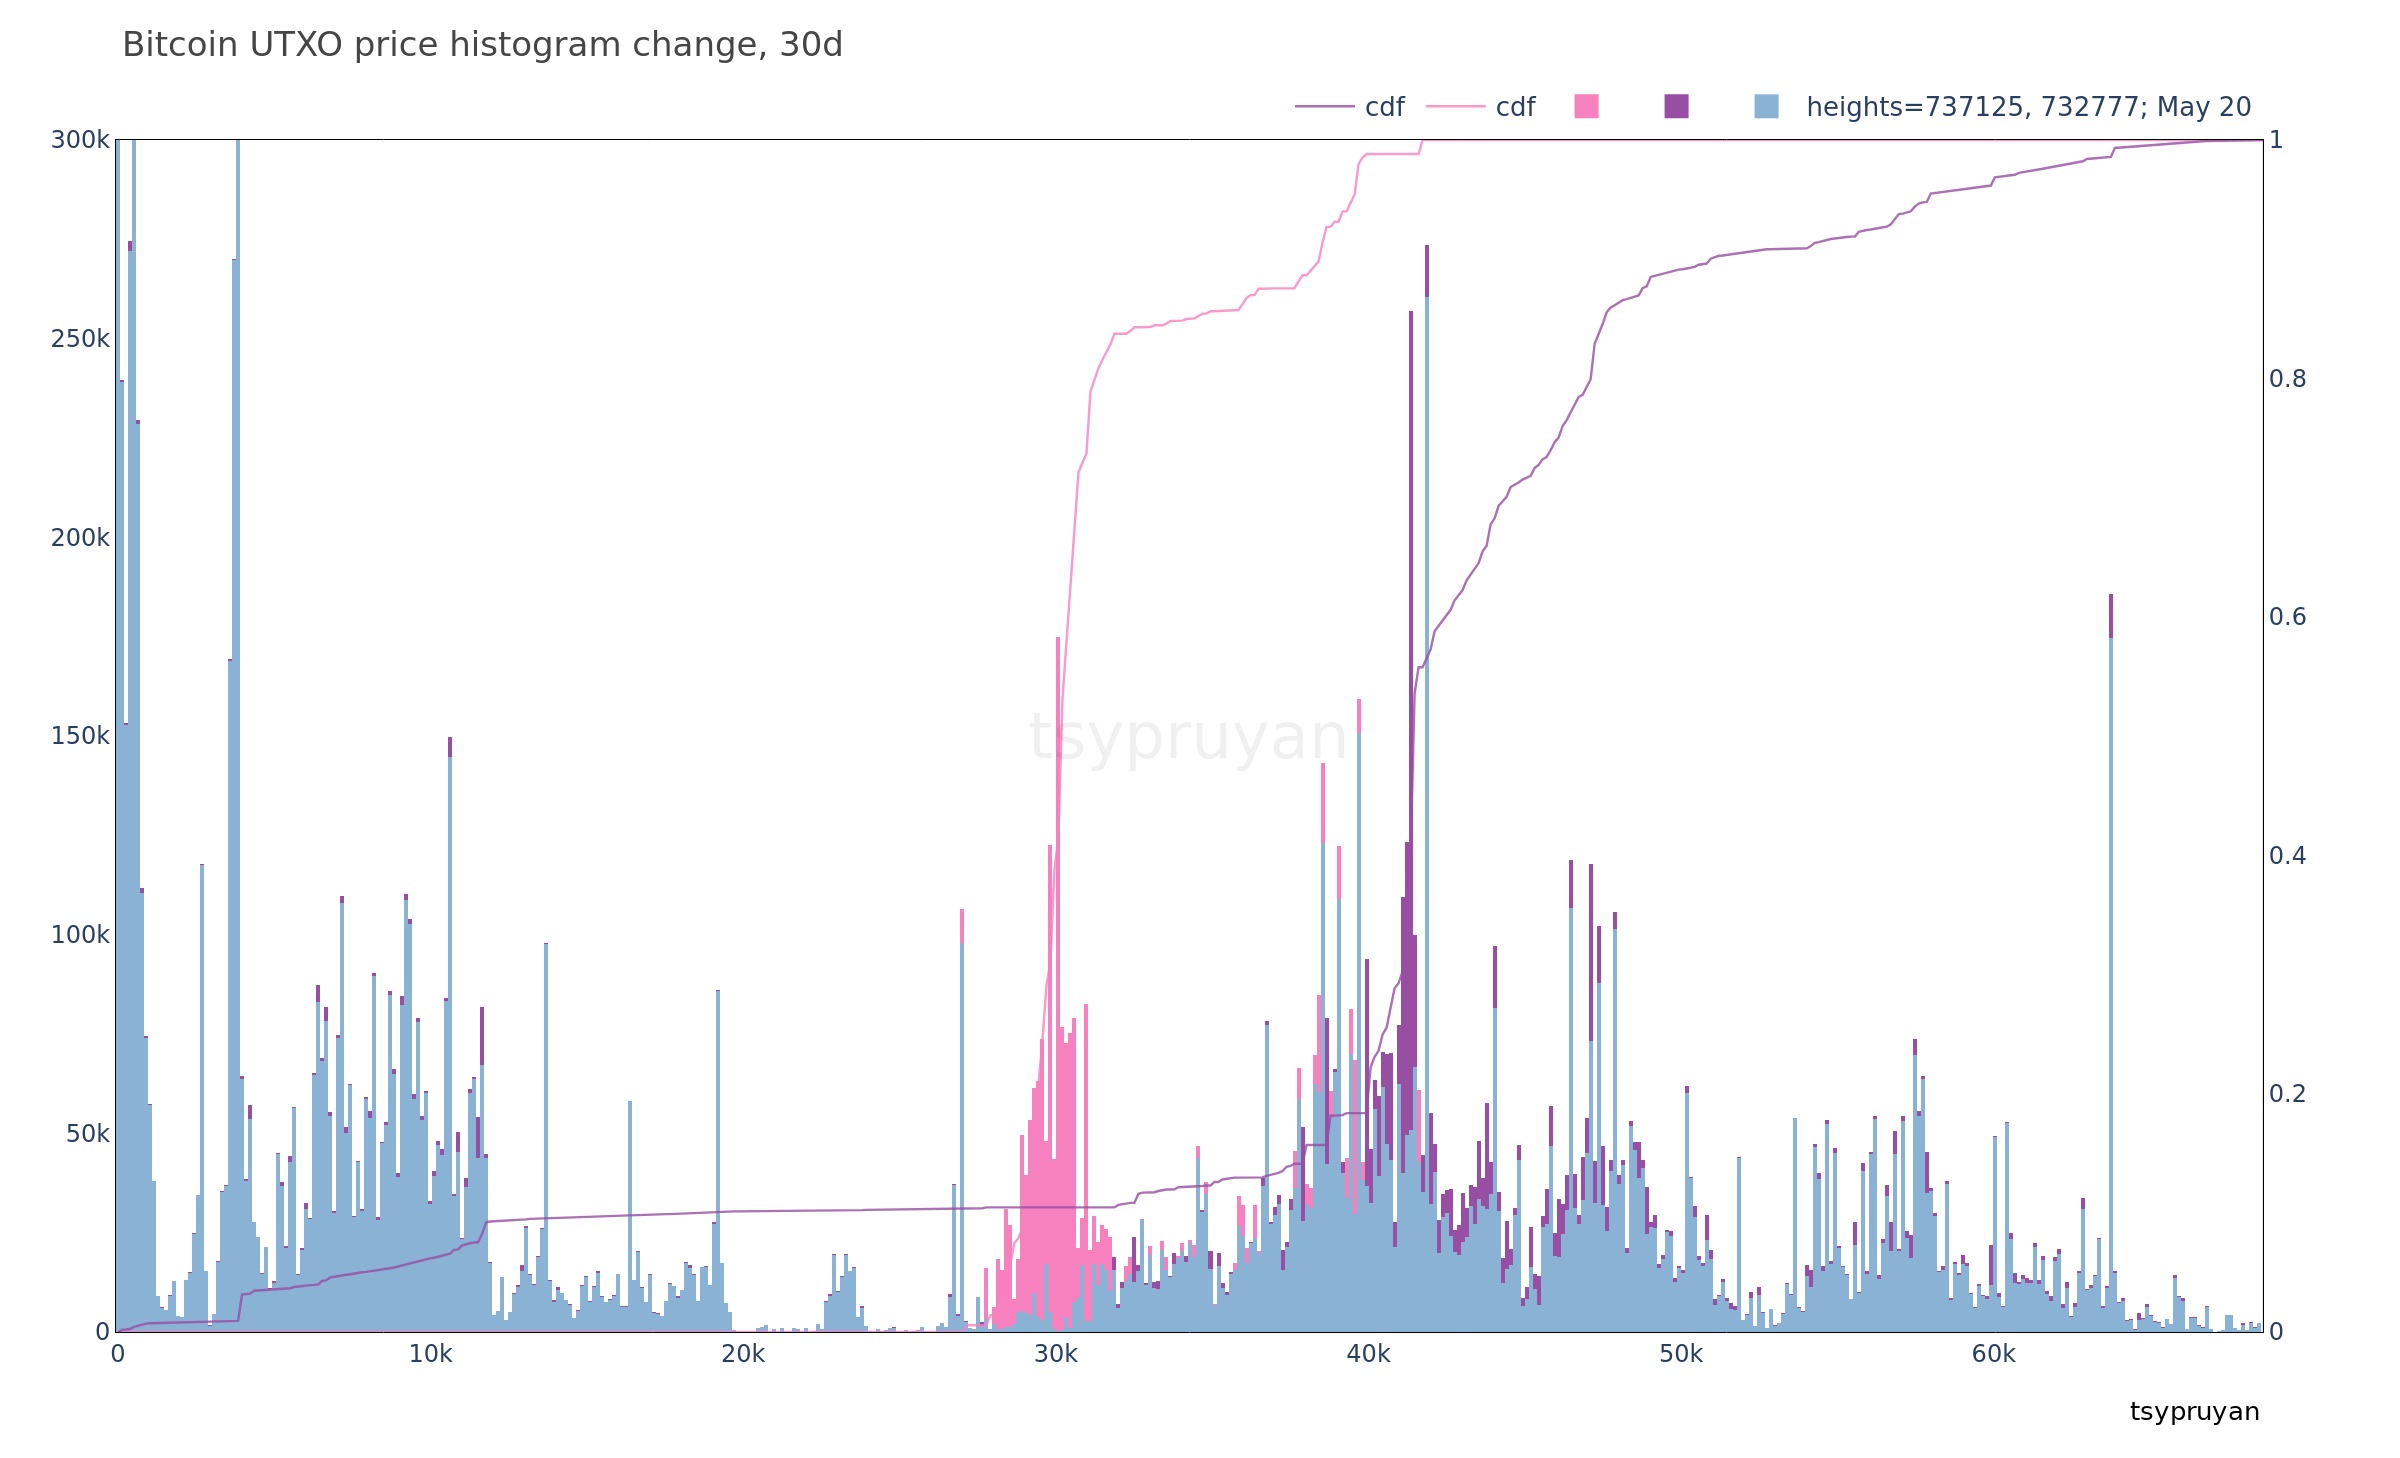 Bitcoin UTXO price histogram change, 30d
cdf cdf heights=737125, 732777; May 20
300k
250k
200k
150k
100k
50k
0
1
0.8
0.6
0.4
0.2
0
tsypruyan
0 10k 20k 30k 40k 50k 60k
tsypruyan